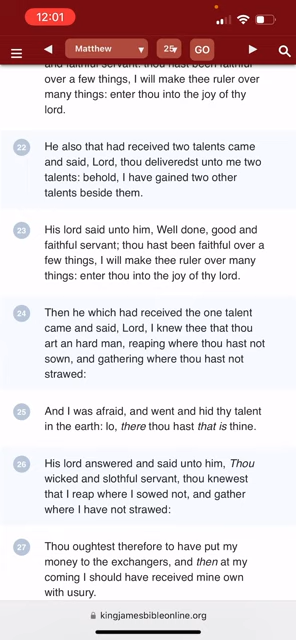 12:01
Matthew
25
GO
and faithful servant: thou hast been faithful
over a few things, I will make thee ruler over
many things: enter thou into the joy of thy
lord.
22
He also that had received two talents came
and said, Lord, thou deliveredst unto me two
talents: behold, I have gained two other
talents beside them.
23
His lord said unto him, Well done, good and
faithful servant; thou hast been faithful over a
few things, I will make thee ruler over many
things: enter thou into the joy of thy lord.
24
Then he which had received the one talent
came and said, Lord, I knew thee that thou
art an hard man, reaping where thou hast not
sown, and gathering where thou hast not
strawed:
25
And I was afraid, and went and hid thy talent
in the earth: lo, there thou hast that is thine.
26
His lord answered and said unto him, Thou
wicked and slothful servant, thou knewest
that I reap where I sowed not, and gather
where I have not strawed:
27
Thou oughtest therefore to have put my
money to the exchangers, and then at my
coming I should have received mine own
with usury.
kingjamesbibleonline.org